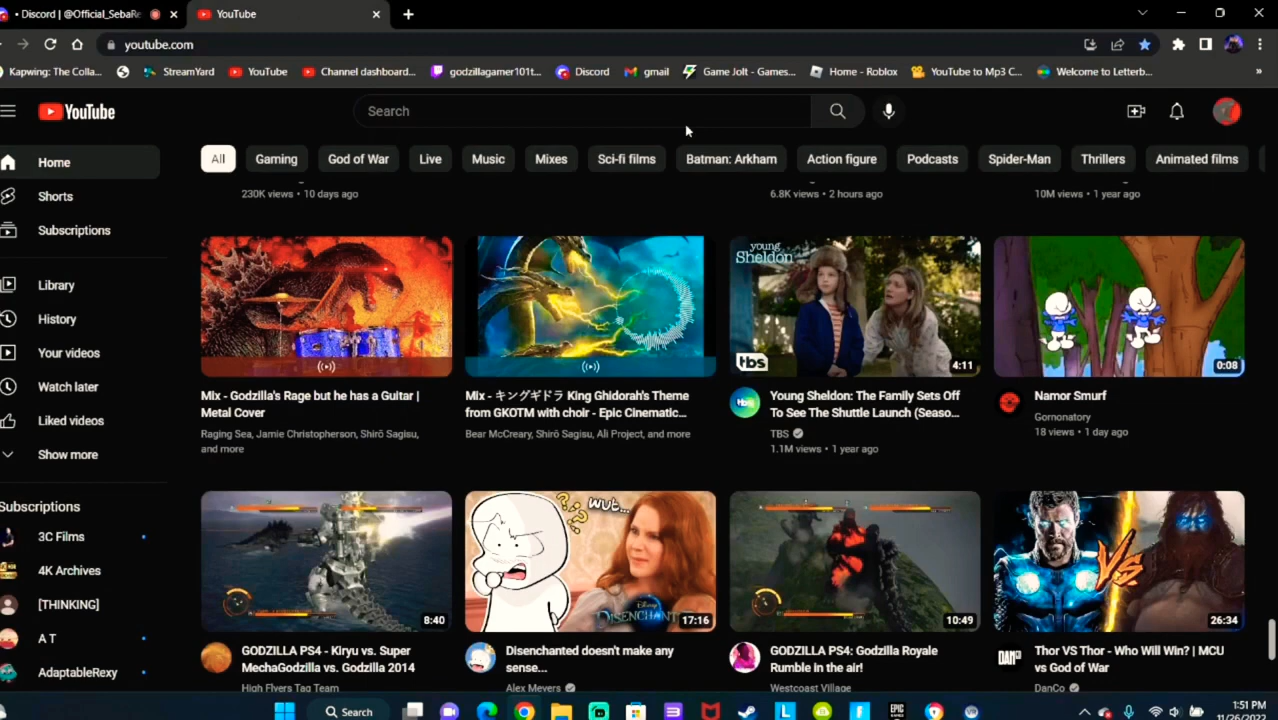 Discord | @Official_SebaRe
YouTube
youtube.com
Kapwing: The Colla...
StreamYard
YouTube
Channel dashboard...
godzillagamer101t...
Discord
gmail
Game Jolt - Games...
Home - Roblox
YouTube to Mp3 C...
Welcome to Letterb...
»
YouTube
Search
All
Gaming
God of War
Live
Music
Mixes
Sci-fi films
Batman: Arkham
Action figure
Podcasts
Spider-Man
Thrillers
Animated films
Home
Shorts
Subscriptions
Library
History
Your videos
Watch later
Liked videos
Show more
Subscriptions
3C Films
4K Archives
[THINKING]
A T
AdaptableRexy
230K views • 10 days ago
6.8K views • 2 hours ago
10M views • 1 year ago
young
Sheldon
tbs
4:11
0:08
Mix - Godzilla's Rage but he has a Guitar |
Metal Cover
Raging Sea, Jamie Christopherson, Shirō Sagisu,
and more
Mix - キングギドラ King Ghidorah's Theme
from GKOTM with choir - Epic Cinematic...
Bear McCreary, Shirō Sagisu, Ali Project, and more
Young Sheldon: The Family Sets Off
To See The Shuttle Launch (Seaso...
TBS
1.1M views • 1 year ago
Namor Smurf
Gornonatary
18 views • 1 day ago
8:40
??
wut...
Disney
DISENCHANT
17:16
10:49
VS
26:34
GODZILLA PS4 - Kiryu vs. Super
MechaGodzilla vs. Godzilla 2014
High Flyers Tag Team
Disenchanted doesn't make any
sense...
Alex Meyers
GODZILLA PS4: Godzilla Royale
Rumble in the air!
Westcoast Village
DANCO
Thor VS Thor - Who Will Win? | MCU
vs God of War
DanCo
Search
EPIC
GAMES
1:51 PM
11/26/2022